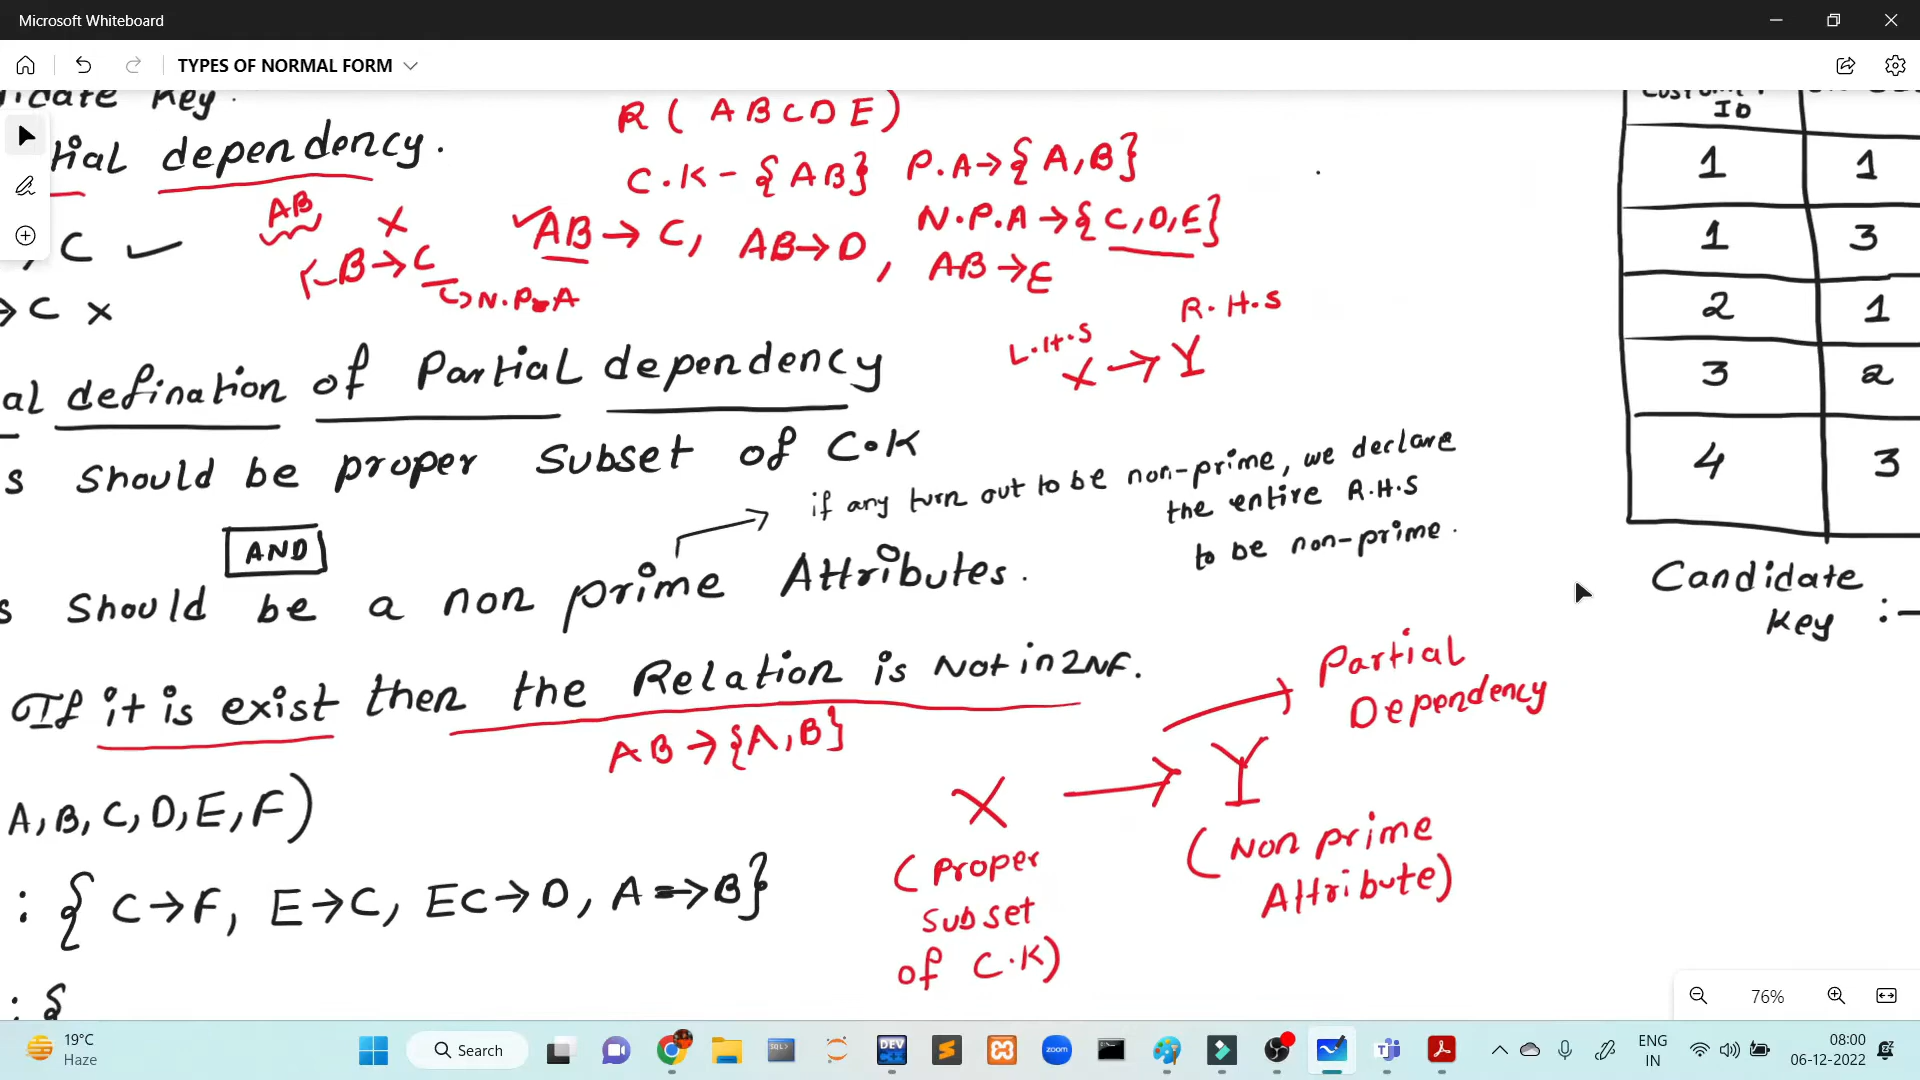 Microsoft Whiteboard
TYPES OF NORMAL FORM
Key.
tial dependency.
R ( A B C D E )
C.K - { AB } P.A → { A, B }
N.P.A → { C, D, E }
AB
X
, C ✓
B → C
✓ AB → C, AB → D, AB → E
N.P.A
→ C x
L.H.S R.H.S
X → Y
al defination of Partial dependency
s should be proper Subset of C.K
if any turn out to be non-prime, we declare
the entire R.H.S
to be non-prime.
AND
s should be a non prime Attributes.
If it is exist then the Relation is Not in 2NF.
AB → {A, B}
Partial
Dependency
X → Y
( Proper
subset
of C.K)
( Non prime
Attribute)
A, B, C, D, E, F )
: { C → F, E → C, EC → D, A → B }
: {
ID
1 1
1 3
2 1
3 2
4 3
Candidate
Key :-
76%
19°C
Haze
Search
SQL
DEV
C++
zoom
ENG
IN
08:00
06-12-2022